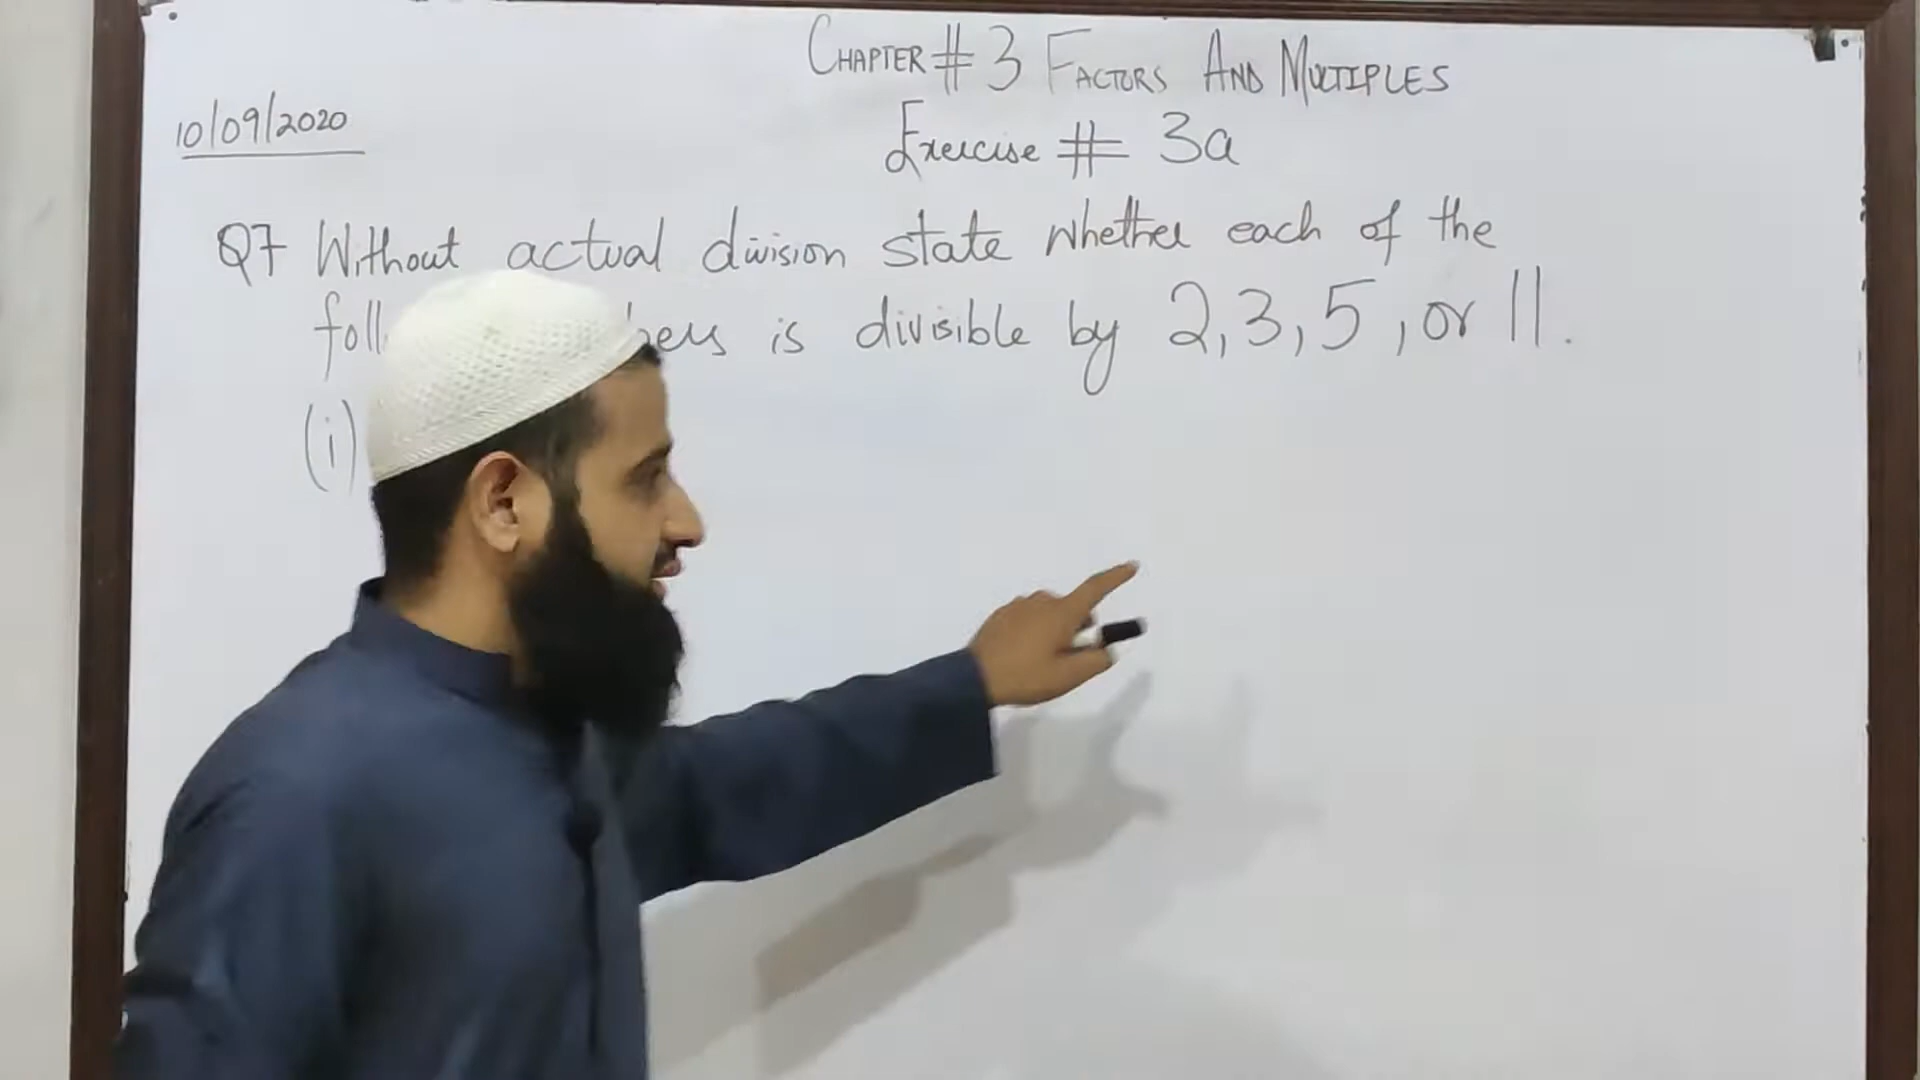 CHAPTER # 3 FACTORS AND MULTIPLES
10/09/2020
Exercise # 3a
Q7 Without actual division state whether each of the
foll bers is divisible by 2, 3, 5, or 11.
(i)